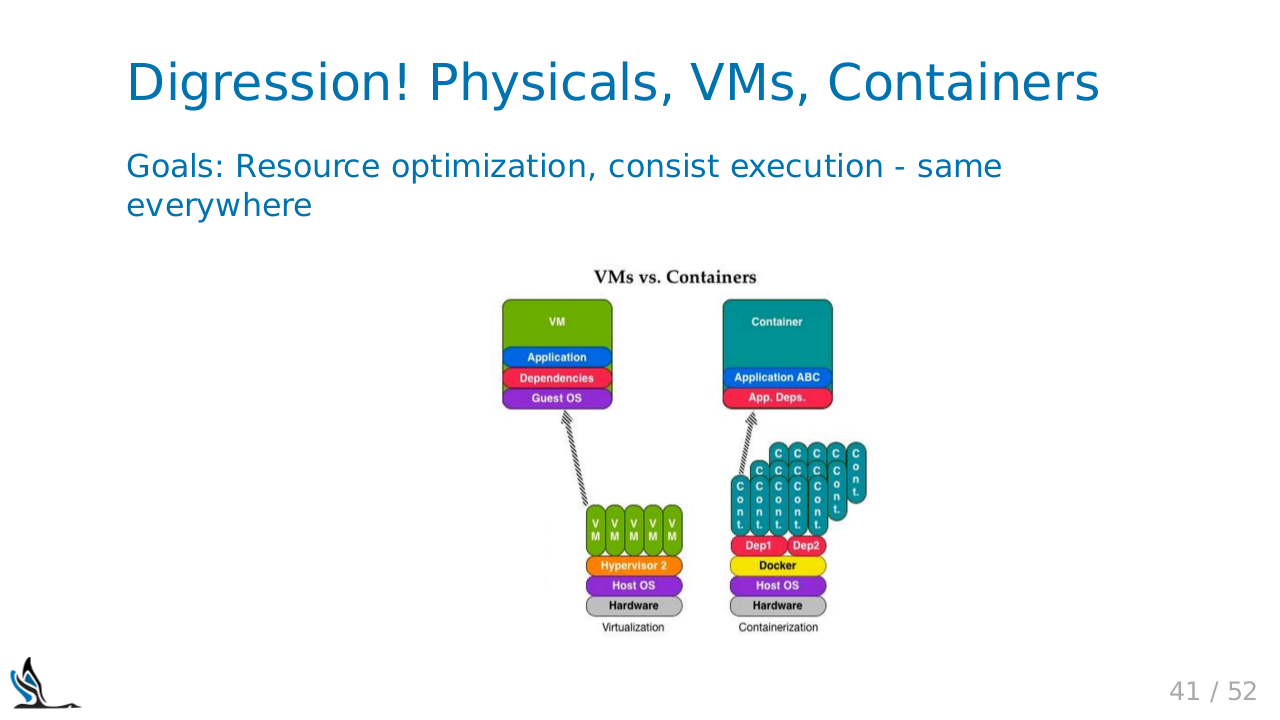 Digression! Physicals, VMs, Containers
Goals: Resource optimization, consist execution - same
everywhere
VMs vs. Containers
VM
Application
Dependencies
Guest OS
Container
Application ABC
App. Deps.
VM VM VM VM VM
Hypervisor 2
Host OS
Hardware
Virtualization
C C C C Cont.
C C C C Cont.
Cont. Cont. Cont. Cont. Cont.
Dep1 Dep2
Docker
Host OS
Hardware
Containerization
41 / 52